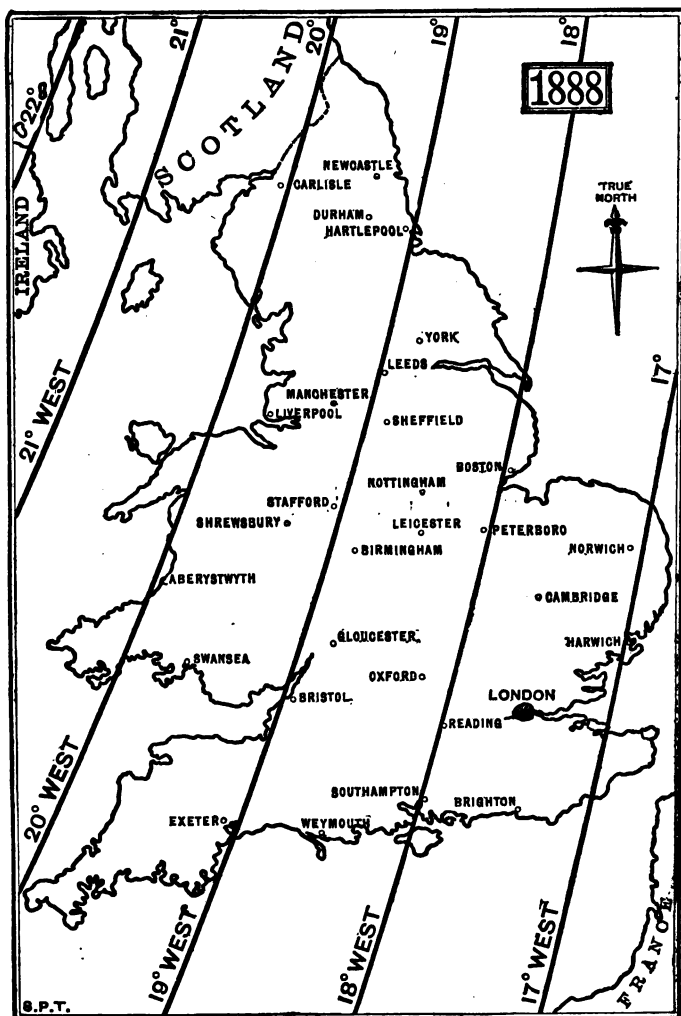 21°
20°
19°
18°
22°
1888
SCOTLAND
NEWCASTLE
CARLISLE
"TRUE"
NORTH
DURHAM
HARTLEPOOL
IRELAND
YORK
LEEDS
17°
MANCHESTER
LIVERPOOL
SHEFFIELD
21° WEST
BOSTON
NOTTINGHAM
STAFFORD
SHREWSBURY
LEICESTER
PETERBORO
BIRMINGHAM
NORWICH
ABERYSTWYTH
CAMBRIDGE
GLOUCESTER
HARWICH
SWANSEA
OXFORD
LONDON
BRISTOL
READING
20° WEST
SOUTHAMPTON
BRIGHTON
EXETER
WEYMOUTH
19° WEST
18° WEST
17° WEST
FRANCE
S.P.T.